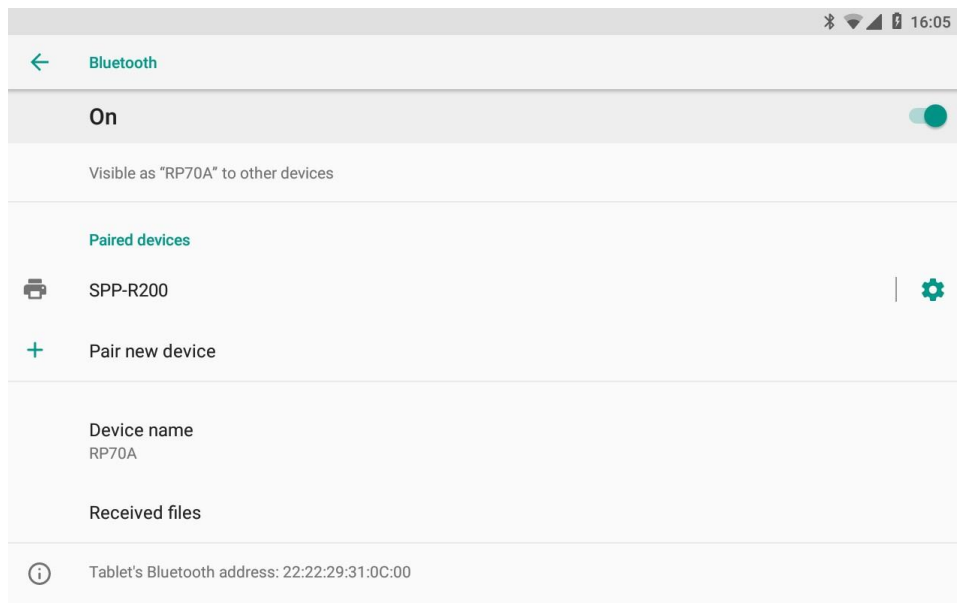 16:05
Bluetooth
On
Visible as “RP70A” to other devices
Paired devices
SPP-R200
Pair new device
Device name
RP70A
Received files
Tablet's Bluetooth address: 22:22:29:31:0C:00